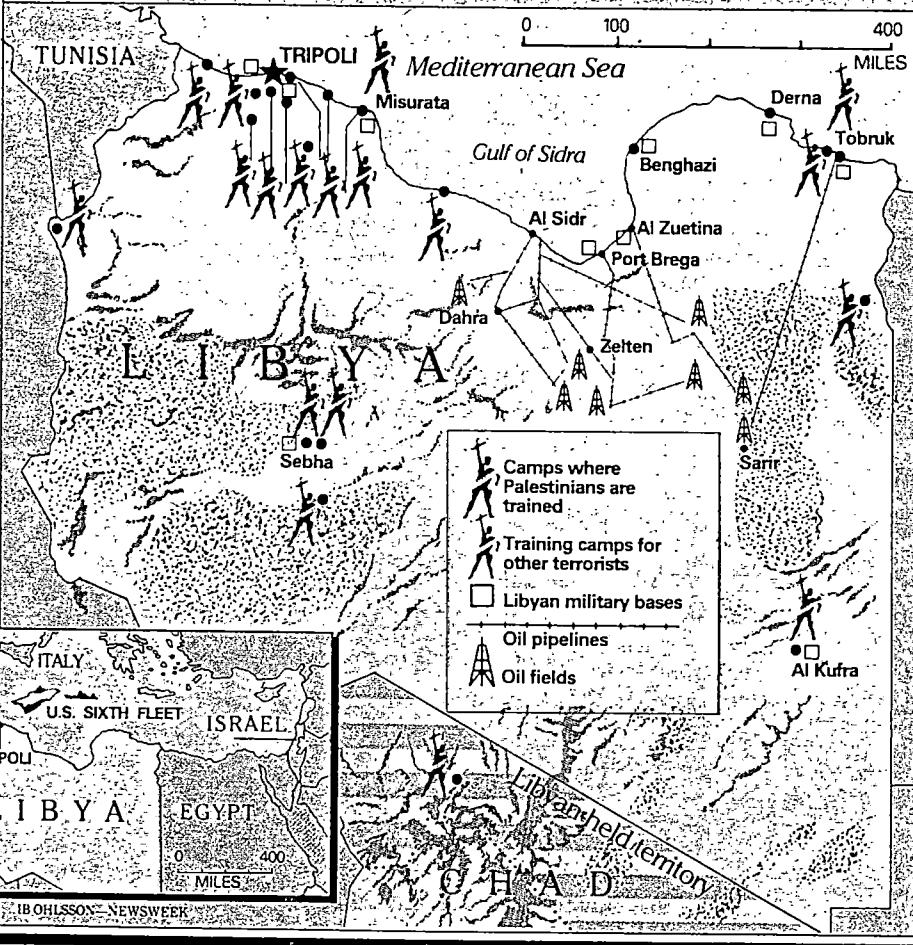 0 100 400
MILES
TUNISIA
TRIPOLI
Mediterranean Sea
Misurata
Derna
Tobruk
Gulf of Sidra
Benghazi
Al Sidr
Al Zuetina
Port Brega
Dahra
Zelten
LIBYA
Sebha
Sarir
Camps where
Palestinians are
trained
Training camps for
other terrorists
Libyan military bases
Oil pipelines
Oil fields
Al Kufra
ITALY
U.S. SIXTH FLEET
ISRAEL
POLI
IBYA
EGYPT
0 400
MILES
Libyan-held territory
CHAD
IB OHLSSON—NEWSWEEK